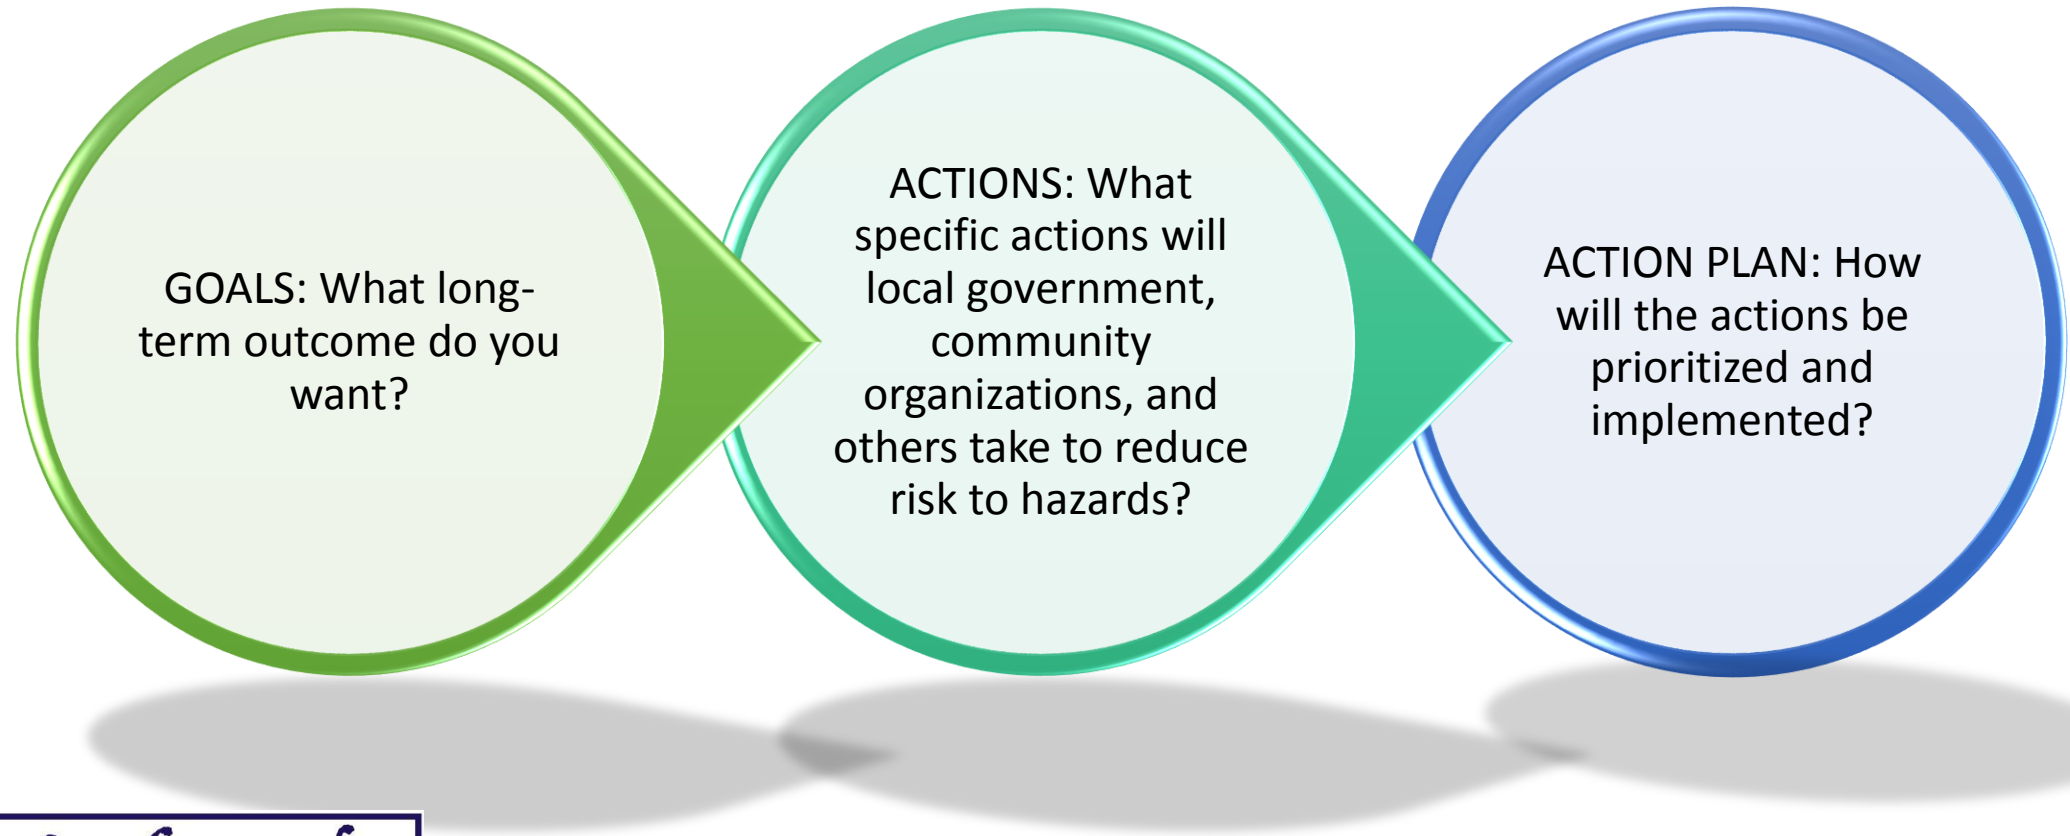 GOALS: What long-
term outcome do you
want?
ACTIONS: What
specific actions will
local government,
community
organizations, and
others take to reduce
risk to hazards?
ACTION PLAN: How
will the actions be
prioritized and
implemented?